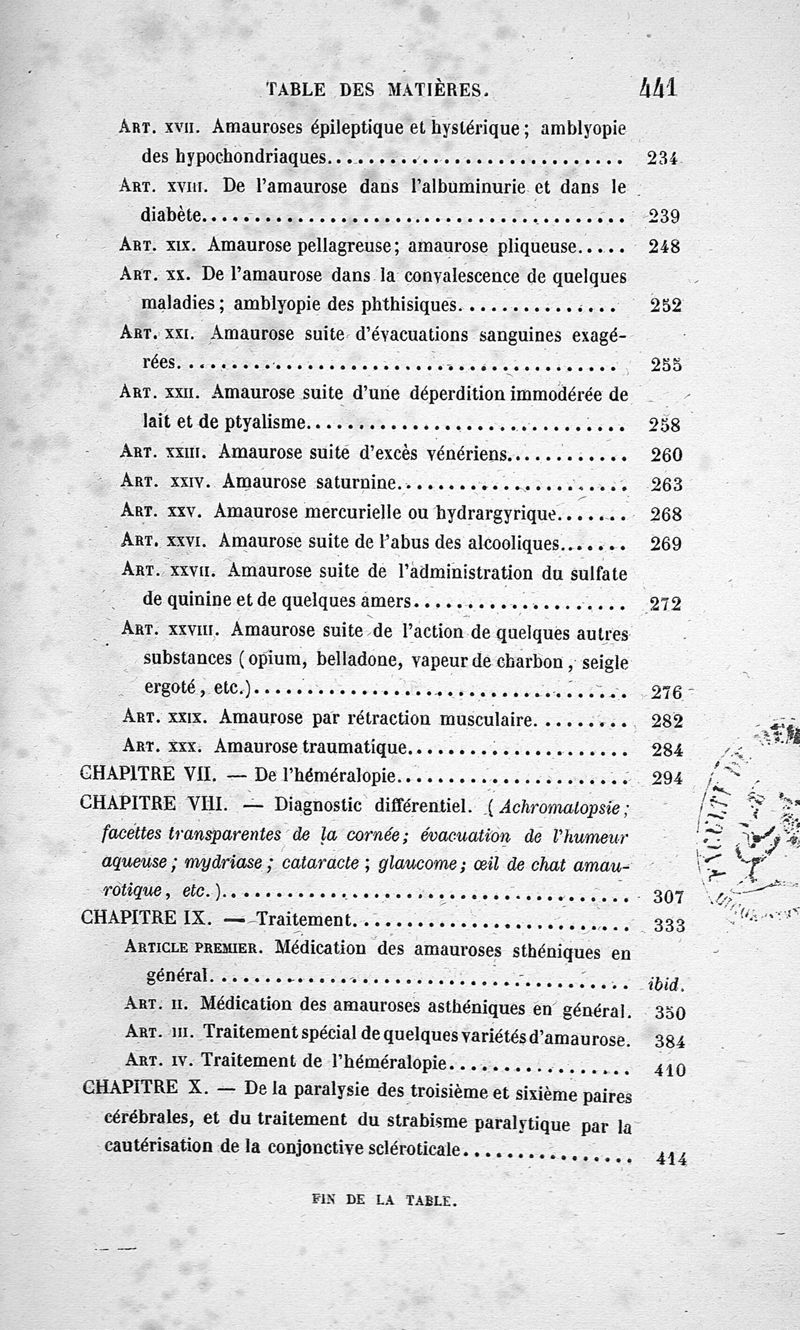 TABLE DES MATIÈRES. 441
ART. XVII. Amauroses épileptique et hystérique; amblyopie
des hypochondriaques............................ 234
ART. XVIII. De l'amaurose dans l'albuminurie et dans le
diabète........................................ 239
ART. XIX. Amaurose pellagreuse; amaurose pliqueuse..... 248
ART. XX. De l'amaurose dans la convalescence de quelques
maladies; amblyopie des phthisiques............... 252
ART. XXI. Amaurose suite d'évacuations sanguines exagé-
rées.......................................... 255
ART. XXII. Amaurose suite d'une déperdition immodérée de
lait et de ptyalisme.............................. 258
ART. XXIII. Amaurose suite d'excès vénériens............ 260
ART. XXIV. Amaurose saturnine...................... 263
ART. XXV. Amaurose mercurielle ou hydrargyrique....... 268
ART. XXVI. Amaurose suite de l'abus des alcooliques....... 269
ART. XXVII. Amaurose suite de l'administration du sulfate
de quinine et de quelques amers.................... 272
ART. XXVIII. Amaurose suite de l'action de quelques autres
substances (opium, belladone, vapeur de charbon, seigle
ergoté, etc.).................................... 276
ART. XXIX. Amaurose par rétraction musculaire......... 282
ART. XXX. Amaurose traumatique..................... 284
CHAPITRE VII. — De l'héméralopie...................... 294
CHAPITRE VIII. — Diagnostic différentiel. (Achromatopsie;
facettes transparentes de la cornée; évacuation de l'humeur
aqueuse; mydriase; cataracte; glaucome; œil de chat amau-
rotique, etc.)....................................... 307
CHAPITRE IX. — Traitement.......................... 333
ARTICLE PREMIER. Médication des amauroses sthéniques en
général........................................ ibid.
ART. II. Médication des amauroses asthéniques en général. 350
ART. III. Traitement spécial de quelques variétés d'amaurose. 384
ART. IV. Traitement de l'héméralopie................. 410
CHAPITRE X. — De la paralysie des troisième et sixième paires
cérébrales, et du traitement du strabisme paralytique par la
cautérisation de la conjonctive scléroticale................ 414
FIN DE LA TABLE.
FACULTÉ DE